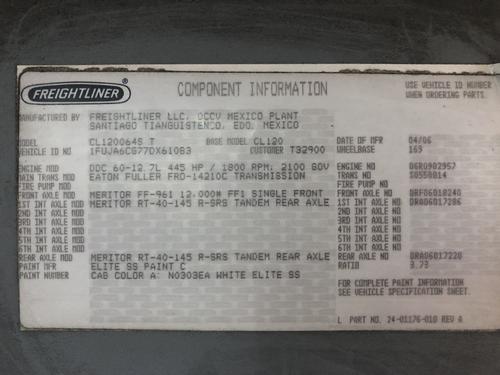 FREIGHTLINER
COMPONENT INFORMATION
USE VEHICLE ID NUMBER
WHEN ORDERING PARTS.
MANUFACTURED BY FREIGHTLINER LLC, OCCV MEXICO PLANT
SANTIAGO TIANGUISTENCO, EDO. MEXICO
MODEL CL120064S T BASE MODEL CL120 DATE OF MFR 04/06
VEHICLE ID NO 1FUJA6CG77DX61083 CUSTOMER T32900 WHEELBASE 165
ENGINE MOD DDC 60-12.7L 445 HP / 1800 RPM; 2100 GOV ENGINE NO 06R0902957
MAIN TRANS MOD EATON FULLER FRO-14210C TRANSMISSION TRANS NO S0550814
FIRE PUMP MOD FIRE PUMP NO
FRONT AXLE MOD MERITOR FF-961 12,000# FF1 SINGLE FRONT FRONT AXLE NO QRF06010240
1ST INT AXLE MOD MERITOR RT-40-145 R-SRS TANDEM REAR AXLE 1ST INT AXLE NO DRA06017286
2ND INT AXLE MOD 2ND INT AXLE NO
3RD INT AXLE MOD 3RD INT AXLE NO
4TH INT AXLE MOD 4TH INT AXLE NO
5TH INT AXLE MOD 5TH INT AXLE NO
6TH INT AXLE MOD 6TH INT AXLE NO
REAR AXLE MOD MERITOR RT-40-145 R-SRS TANDEM REAR AXLE REAR AXLE NO DRA06017220
PAINT MFR ELITE SS PAINT C RATIO 3.73
PAINT NUMBER CAB COLOR A: N0303EA WHITE ELITE SS
FOR COMPLETE PAINT INFORMATION
SEE VEHICLE SPECIFICATION SHEET.
L PART NO. 24-01176-010 REV A